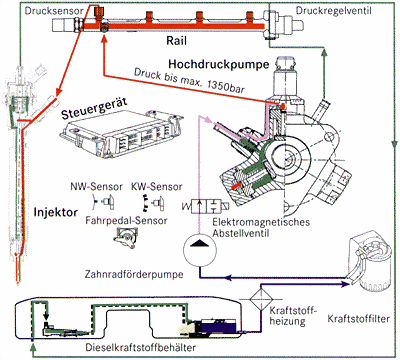 Drucksensor
Druckregelventil
Rail
Hochdruckpumpe
Druck bis max. 1350bar
Steuergerät
NW-Sensor
KW-Sensor
Fahrpedal-Sensor
Injektor
Elektromagnetisches
Abstellventil
Zahnradförderpumpe
Kraftstoff-
heizung
Kraftstoffilter
Dieselkraftstoffbehälter